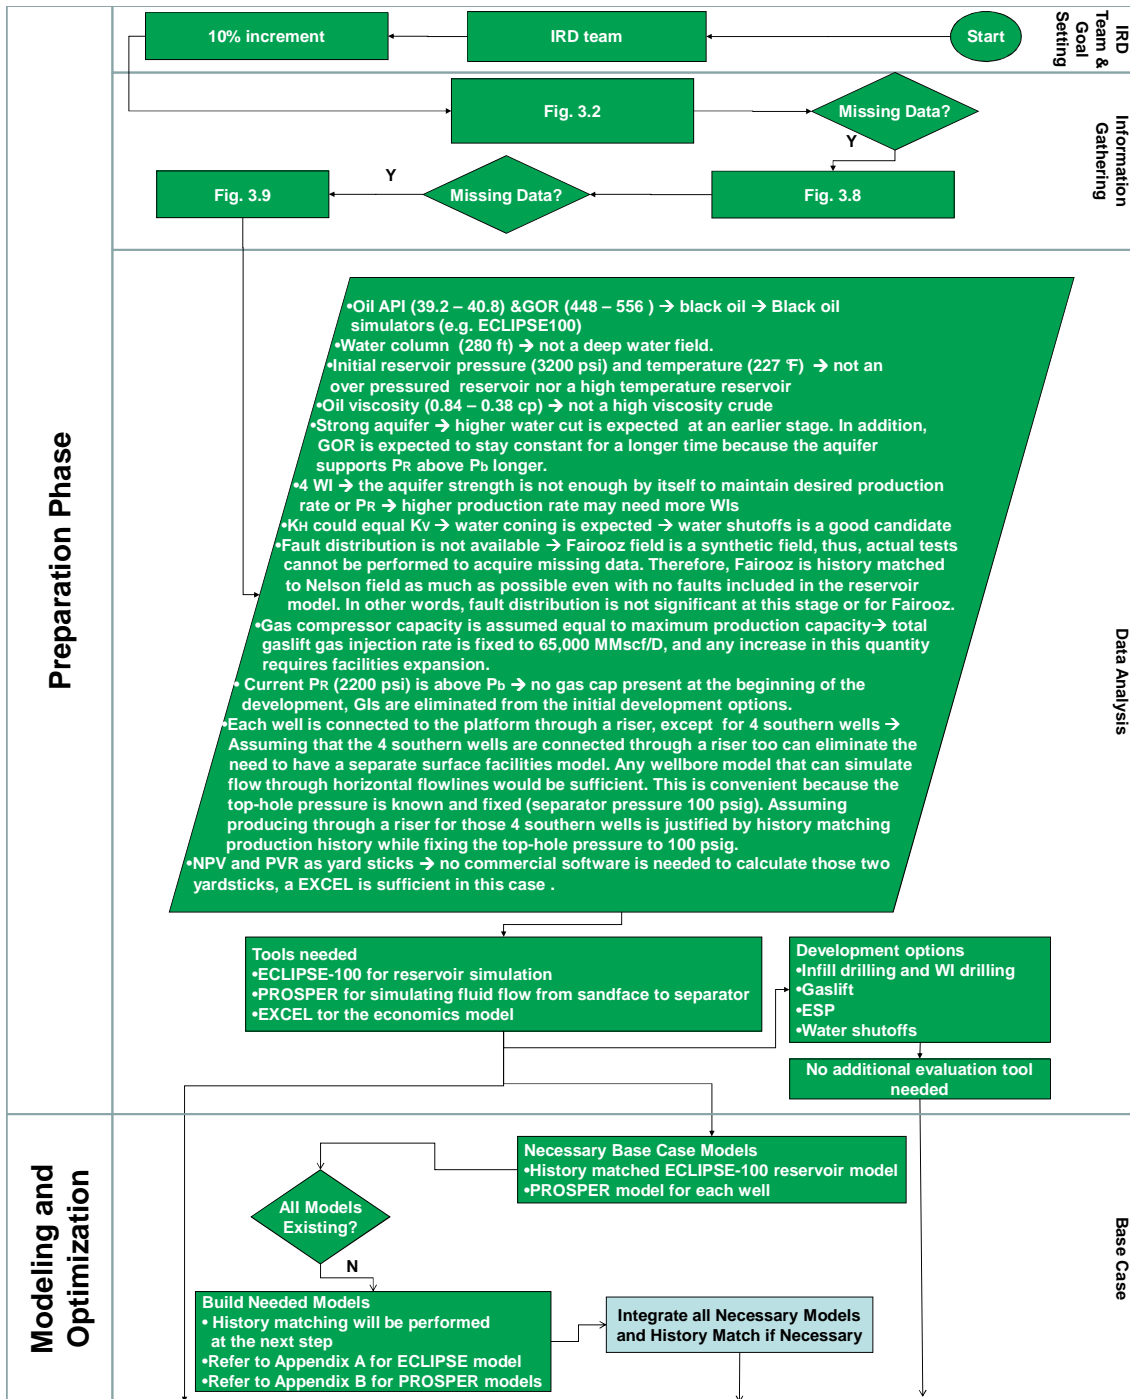 IRD
Team &
Goal
Setting
10% increment
IRD team
Start
Information
Gathering
Fig. 3.2
Missing Data?
Y
Fig. 3.9
Y
Missing Data?
Fig. 3.8
Preparation Phase
Data Analysis
•Oil API (39.2 – 40.8) &GOR (448 – 556 ) → black oil → Black oil
simulators (e.g. ECLIPSE100)
•Water column (280 ft) → not a deep water field.
•Initial reservoir pressure (3200 psi) and temperature (227 °F) → not an
over pressured reservoir nor a high temperature reservoir
•Oil viscosity (0.84 – 0.38 cp) → not a high viscosity crude
•Strong aquifer → higher water cut is expected at an earlier stage. In addition,
GOR is expected to stay constant for a longer time because the aquifer
supports PR above Pb longer.
•4 WI → the aquifer strength is not enough by itself to maintain desired production
rate or PR → higher production rate may need more WIs
•KH could equal KV → water coning is expected → water shutoffs is a good candidate
•Fault distribution is not available → Fairooz field is a synthetic field, thus, actual tests
cannot be performed to acquire missing data. Therefore, Fairooz is history matched
to Nelson field as much as possible even with no faults included in the reservoir
model. In other words, fault distribution is not significant at this stage or for Fairooz.
•Gas compressor capacity is assumed equal to maximum production capacity→ total
gaslift gas injection rate is fixed to 65,000 MMscf/D, and any increase in this quantity
requires facilities expansion.
• Current PR (2200 psi) is above Pb → no gas cap present at the beginning of the
development, GIs are eliminated from the initial development options.
•Each well is connected to the platform through a riser, except for 4 southern wells →
Assuming that the 4 southern wells are connected through a riser too can eliminate the
need to have a separate surface facilities model. Any wellbore model that can simulate
flow through horizontal flowlines would be sufficient. This is convenient because the
top-hole pressure is known and fixed (separator pressure 100 psig). Assuming
producing through a riser for those 4 southern wells is justified by history matching
production history while fixing the top-hole pressure to 100 psig.
•NPV and PVR as yard sticks → no commercial software is needed to calculate those two
yardsticks, a EXCEL is sufficient in this case .
Tools needed
•ECLIPSE-100 for reservoir simulation
•PROSPER for simulating fluid flow from sandface to separator
•EXCEL tor the economics model
Development options
•Infill drilling and WI drilling
•Gaslift
•ESP
•Water shutoffs
No additional evaluation tool
needed
Modeling and
Optimization
Base Case
Necessary Base Case Models
•History matched ECLIPSE-100 reservoir model
•PROSPER model for each well
All Models
Existing?
N
Build Needed Models
• History matching will be performed
at the next step
•Refer to Appendix A for ECLIPSE model
•Refer to Appendix B for PROSPER models
Integrate all Necessary Models
and History Match if Necessary